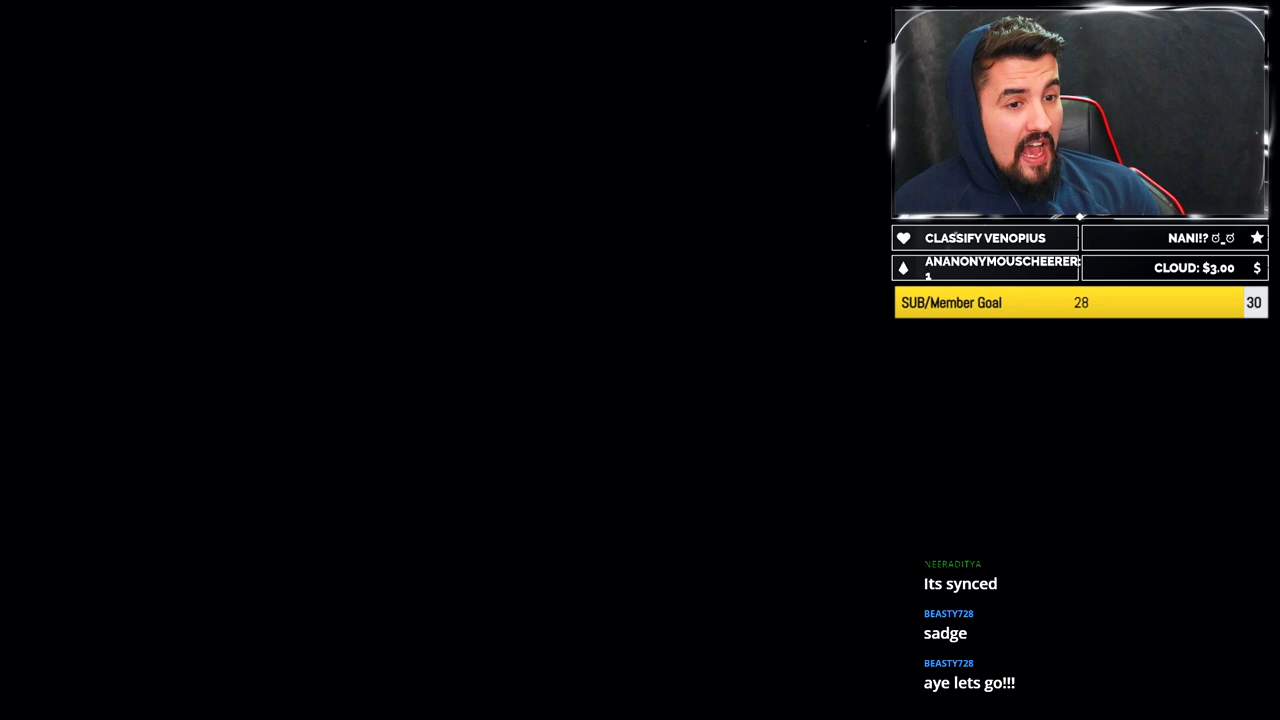 CLASSIFY VENOPIUS
NANI!? ಠ_ಠ
ANANONYMOUSCHEERER:
1
CLOUD: $3.00 $
SUB/Member Goal 28 30
NEERADITYA
Its synced
BEASTY728
sadge
BEASTY728
aye lets go!!!